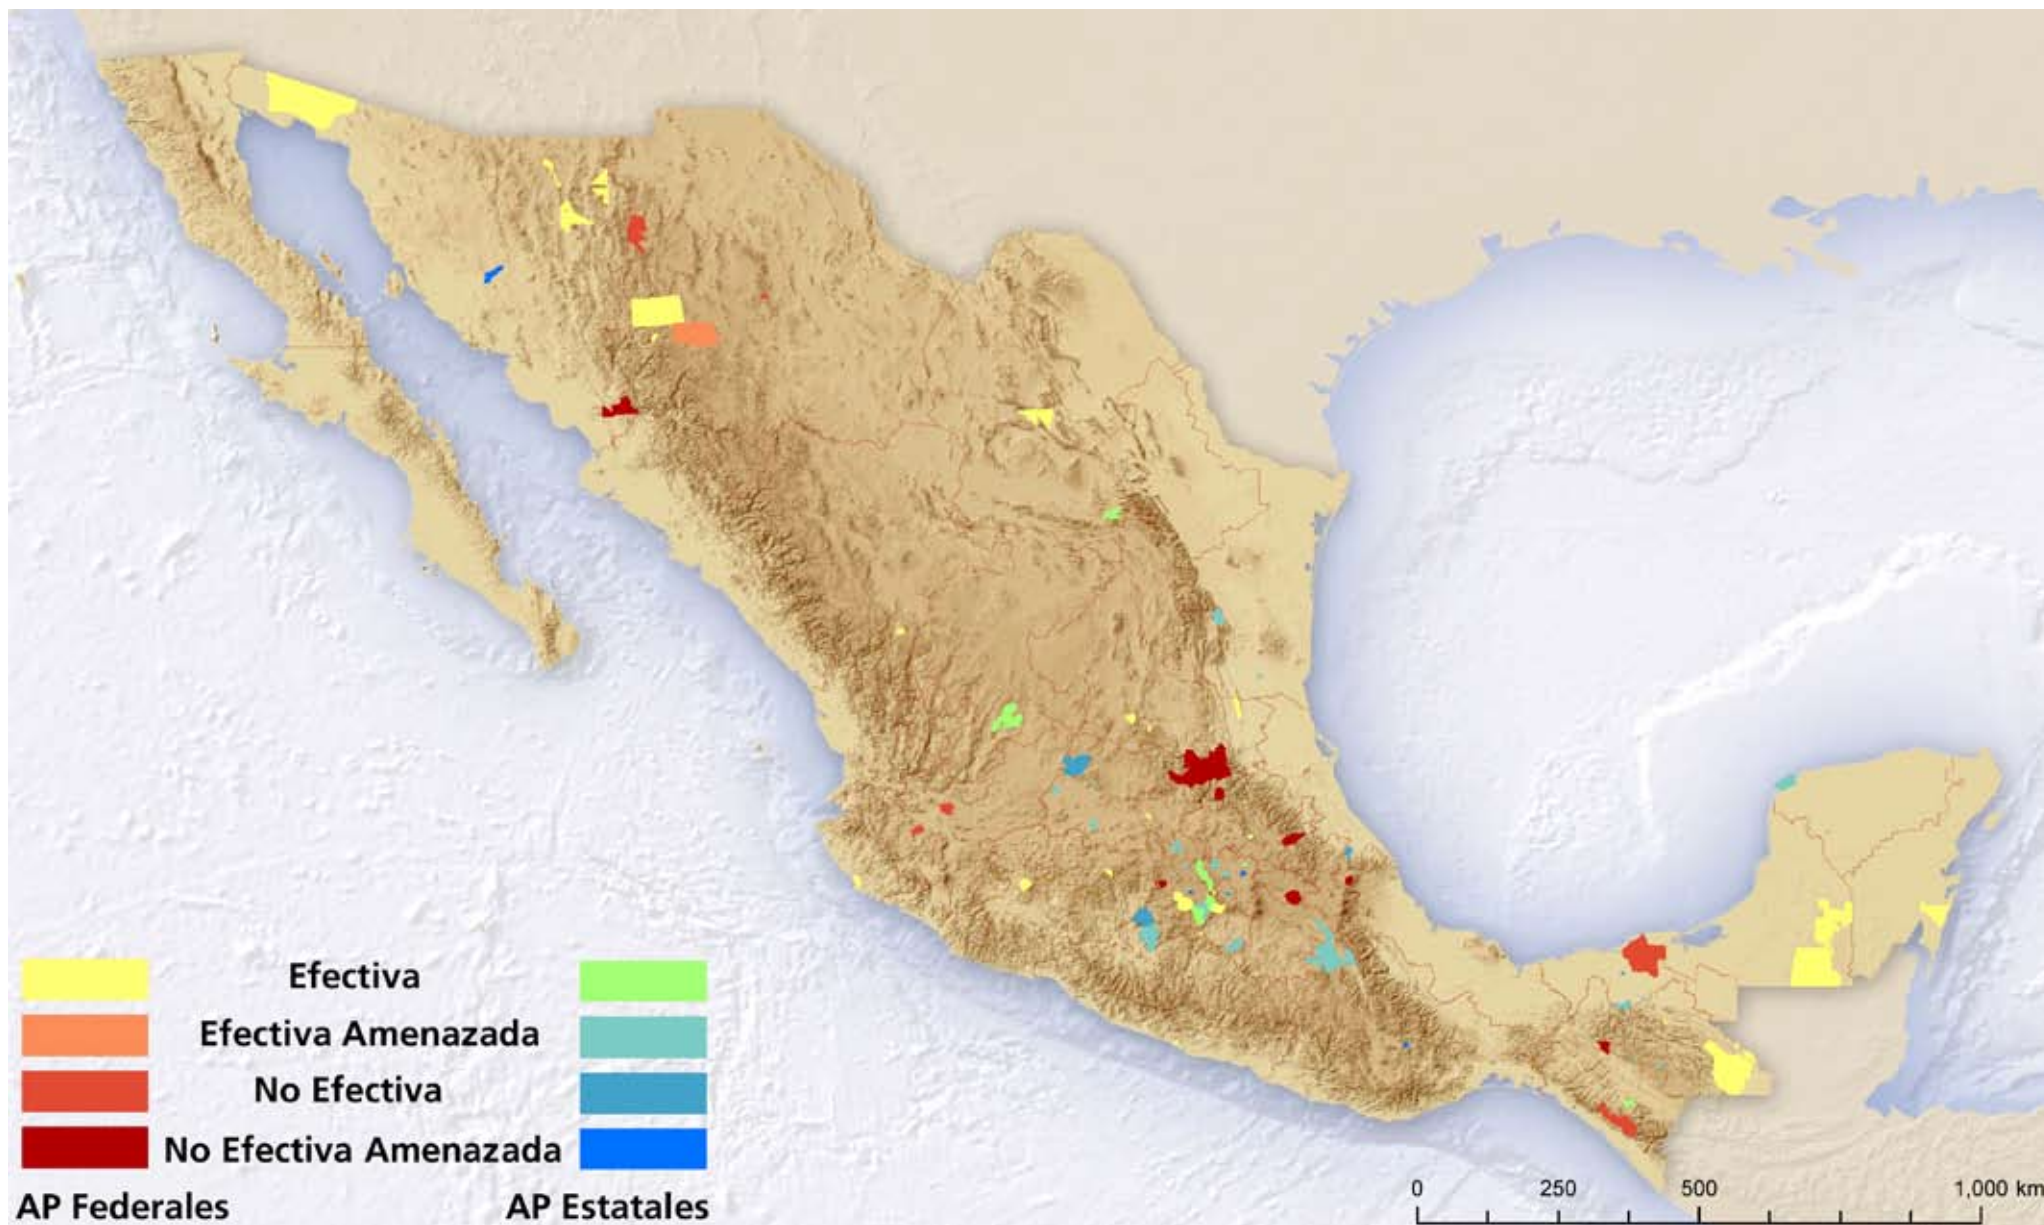 Efectiva
Efectiva Amenazada
No Efectiva
No Efectiva Amenazada
AP Federales AP Estatales
0 250 500 1,000 km